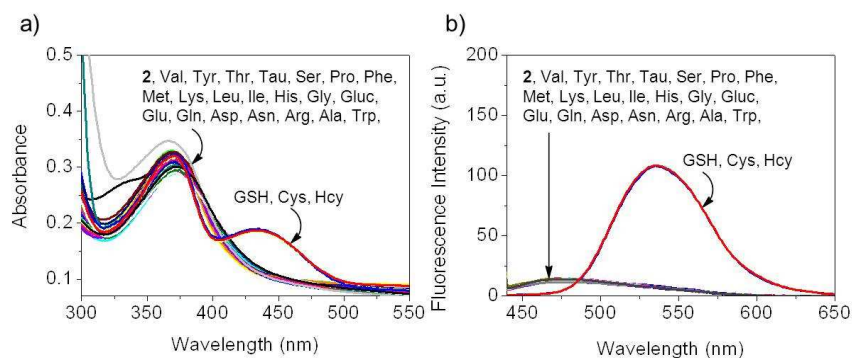 a)
0.5
0.4
0.3
0.2
0.1
Absorbance
2, Val, Tyr, Thr, Tau, Ser, Pro, Phe,
Met, Lys, Leu, Ile, His, Gly, Gluc,
Glu, Gln, Asp, Asn, Arg, Ala, Trp,
GSH, Cys, Hcy
300 350 400 450 500 550
Wavelength (nm)
b)
200
150
100
50
0
Fluorescence Intensity (a.u.)
2, Val, Tyr, Thr, Tau, Ser, Pro, Phe,
Met, Lys, Leu, Ile, His, Gly, Gluc,
Glu, Gln, Asp, Asn, Arg, Ala, Trp,
GSH, Cys, Hcy
450 500 550 600 650
Wavelength (nm)